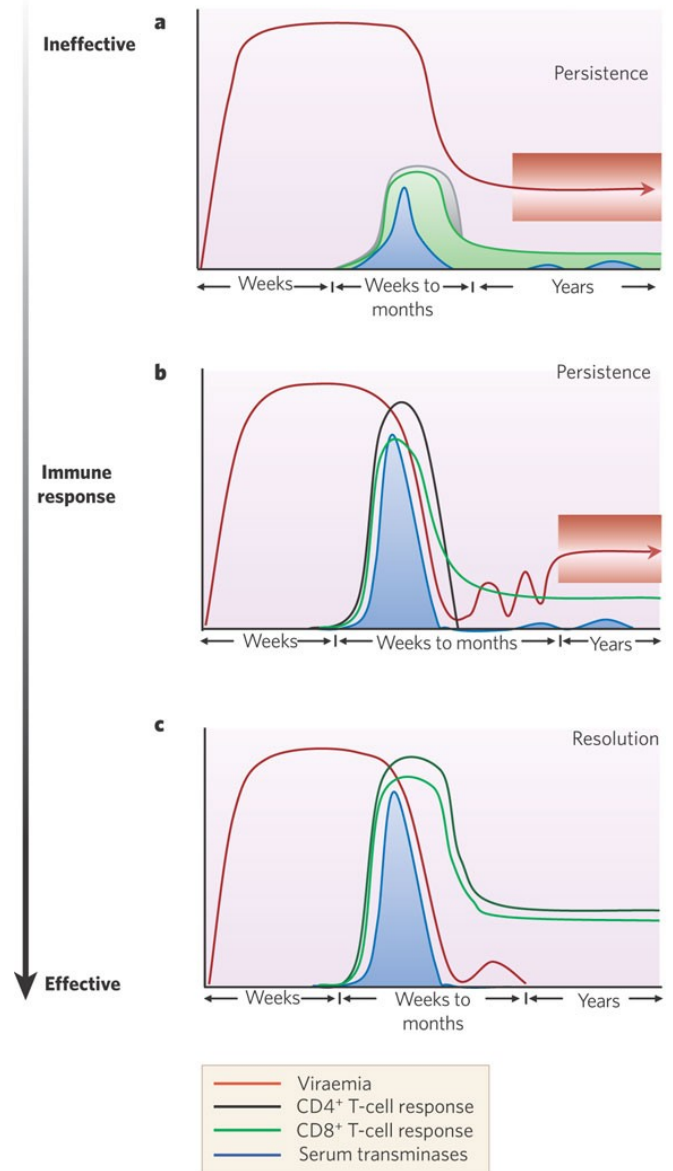 a
Ineffective
Persistence
Weeks
Weeks to
months
Years
b
Persistence
Immune
response
Weeks
Weeks to months
Years
c
Resolution
Effective
Weeks
Weeks to
months
Years
Viraemia
CD4⁺ T-cell response
CD8⁺ T-cell response
Serum transminases